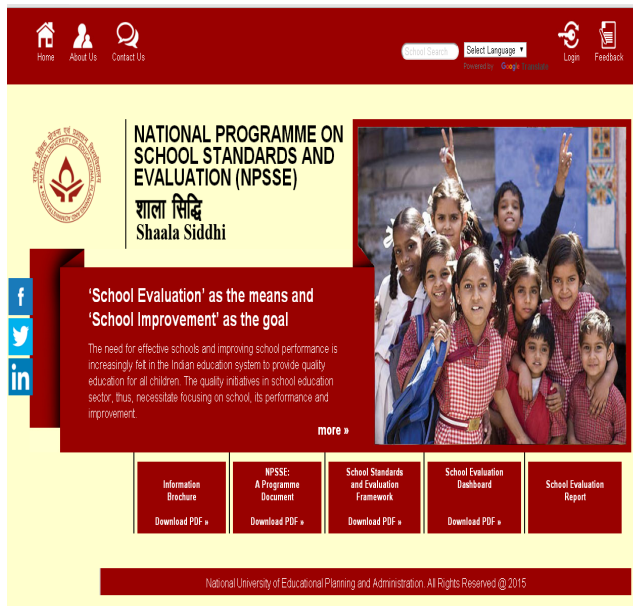 Home
About Us
Contact Us
School Search
Select Language
Powered by Google Translate
Login
Feedback
NATIONAL PROGRAMME ON
SCHOOL STANDARDS AND
EVALUATION (NPSSE)
शाला सिद्धि
Shaala Siddhi
‘School Evaluation’ as the means and
‘School Improvement’ as the goal
The need for effective schools and improving school performance is
increasingly felt in the Indian education system to provide quality
education for all children. The quality initiatives in school education
sector, thus, necessitate focusing on school, its performance and
improvement.
more »
f
in
Information
Brochure
Download PDF »
NPSSE:
A Programme
Document
Download PDF »
School Standards
and Evaluation
Framework
Download PDF »
School Evaluation
Dashboard
Download PDF »
School Evaluation
Report
National University of Educational Planning and Administration. All Rights Reserved @ 2015